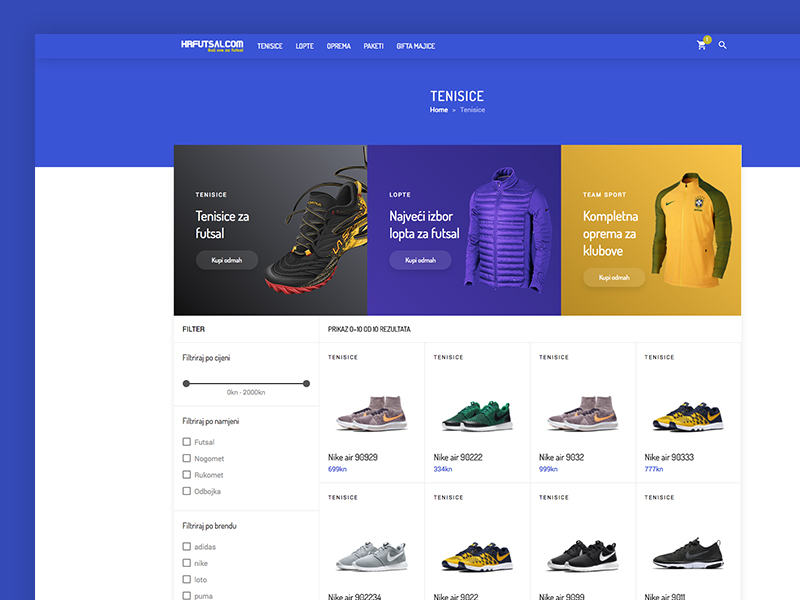 HRFUTSAL.COM
Baš sve za futsal
TENISICE LOPTE OPREMA PAKETI GIFTA MAJICE
1
TENISICE
Home > Tenisice
TENISICE
Tenisice za
futsal
Kupi odmah
LOPTE
Najveći izbor
lopta za futsal
Kupi odmah
TEAM SPORT
Kompletna
oprema za
klubove
Kupi odmah
FILTER
PRIKAZ 0-10 OD 10 REZULTATA
Filtriraj po cijeni
0kn - 2000kn
Filtriraj po namjeni
Futsal
Nogomet
Rukomet
Odbojka
Filtriraj po brendu
adidas
nike
loto
puma
TENISICE TENISICE TENISICE TENISICE
Nike air 90929 Nike air 90222 Nike air 9032 Nike air 90333
699kn 334kn 999kn 777kn
TENISICE TENISICE TENISICE TENISICE
Nike air 902234 Nike air 9022 Nike air 9099 Nike air 9011